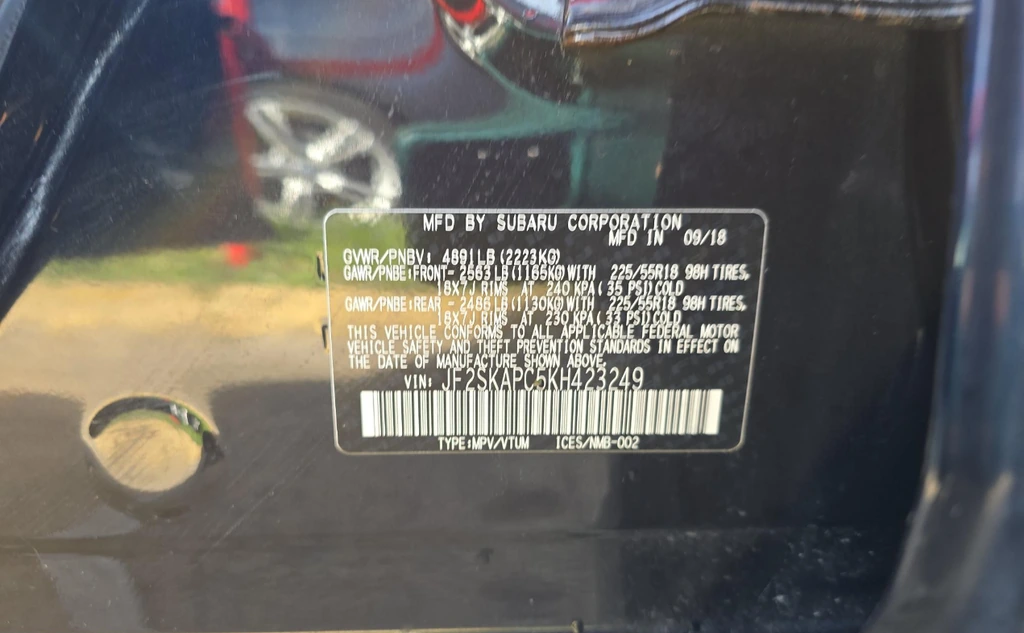 MFD BY SUBARU CORPORATION
MFD IN 09/18
GVWR/PNBV: 4891LB(2223KG)
GAWR/PNBE:FRONT- 2563LB(1165KG)WITH 225/55R18 98H TIRES,
18X7J RIMS AT 240 KPA( 35 PSI)COLD
GAWR/PNBE:REAR - 2486LB(1130KG)WITH 225/55R18 98H TIRES,
18X7J RIMS AT 230 KPA( 33 PSI)COLD
THIS VEHICLE CONFORMS TO ALL APPLICABLE FEDERAL MOTOR
VEHICLE SAFETY AND THEFT PREVENTION STANDARDS IN EFFECT ON
THE DATE OF MANUFACTURE SHOWN ABOVE.
VIN: JF2SKAPC5KH423249
TYPE:MPV/VTUM ICES/NMB-002